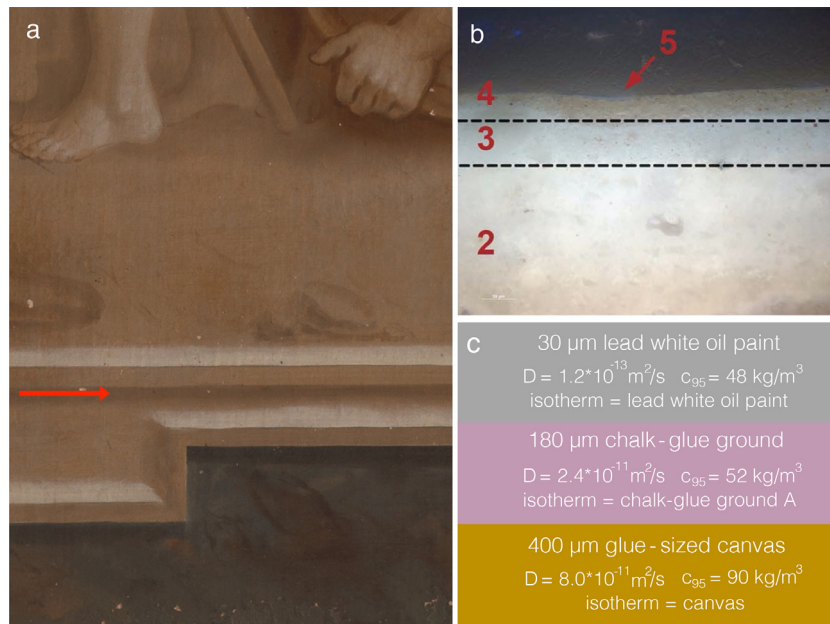 a
b
5
4
3
2
c
30 μm lead white oil paint
D = 1.2*10⁻¹³m²/s c₉₅ = 48 kg/m³
isotherm = lead white oil paint
180 μm chalk-glue ground
D = 2.4*10⁻¹¹m²/s c₉₅ = 52 kg/m³
isotherm = chalk-glue ground A
400 μm glue-sized canvas
D = 8.0*10⁻¹¹m²/s c₉₅ = 90 kg/m³
isotherm = canvas